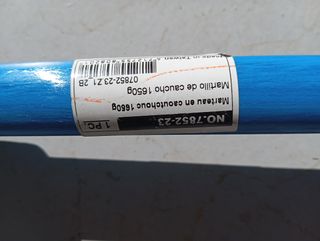 NO.7852-23 1 PC
Marteau en caoutchouc 1650g
Martillo de caucho 1650g
07852-23.Z1.2B
Made in Taiwan